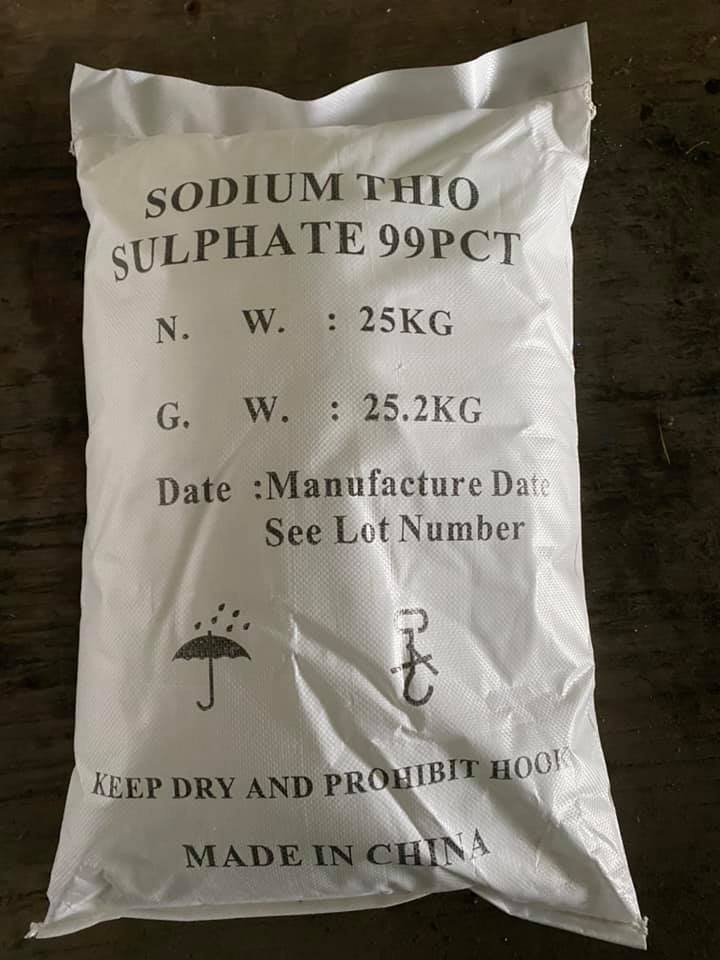 SODIUM THIO
SULPHATE 99PCT
N. W. : 25KG
G. W. : 25.2KG
Date :Manufacture Date
See Lot Number
KEEP DRY AND PROHIBIT HOOK
MADE IN CHINA